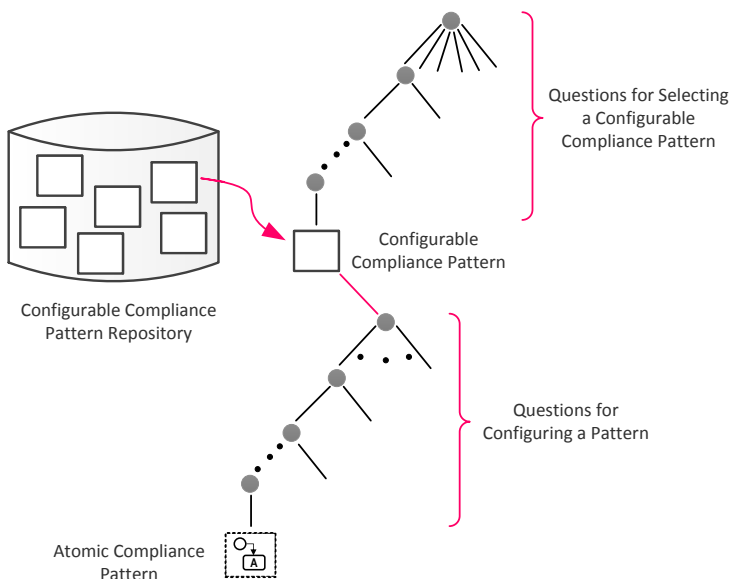 Questions for Selecting
a Configurable
Compliance Pattern
Configurable
Compliance Pattern
Configurable Compliance
Pattern Repository
Questions for
Configuring a Pattern
Atomic Compliance
Pattern
A